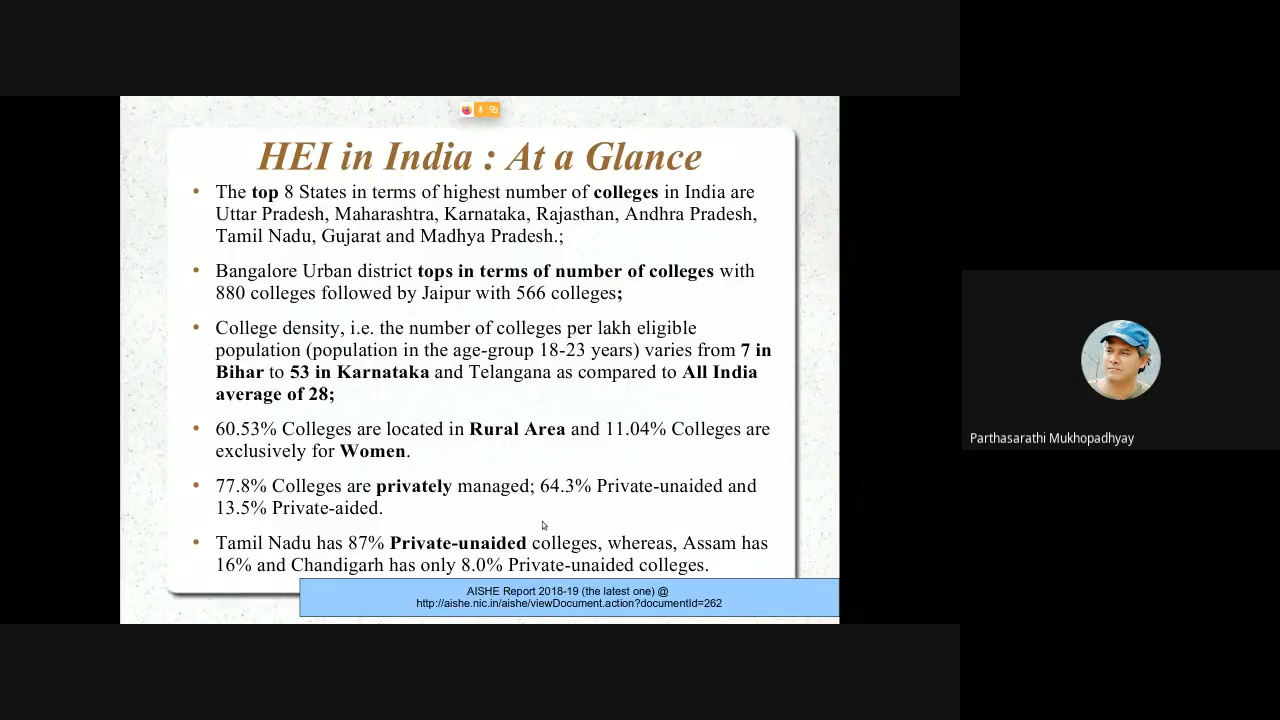 HEI in India : At a Glance
• The top 8 States in terms of highest number of colleges in India are
Uttar Pradesh, Maharashtra, Karnataka, Rajasthan, Andhra Pradesh,
Tamil Nadu, Gujarat and Madhya Pradesh.;
• Bangalore Urban district tops in terms of number of colleges with
880 colleges followed by Jaipur with 566 colleges;
• College density, i.e. the number of colleges per lakh eligible
population (population in the age-group 18-23 years) varies from 7 in
Bihar to 53 in Karnataka and Telangana as compared to All India
average of 28;
• 60.53% Colleges are located in Rural Area and 11.04% Colleges are
exclusively for Women.
• 77.8% Colleges are privately managed; 64.3% Private-unaided and
13.5% Private-aided.
• Tamil Nadu has 87% Private-unaided colleges, whereas, Assam has
16% and Chandigarh has only 8.0% Private-unaided colleges.
AISHE Report 2018-19 (the latest one) @
http://aishe.nic.in/aishe/viewDocument.action?documentId=262
Parthasarathi Mukhopadhyay